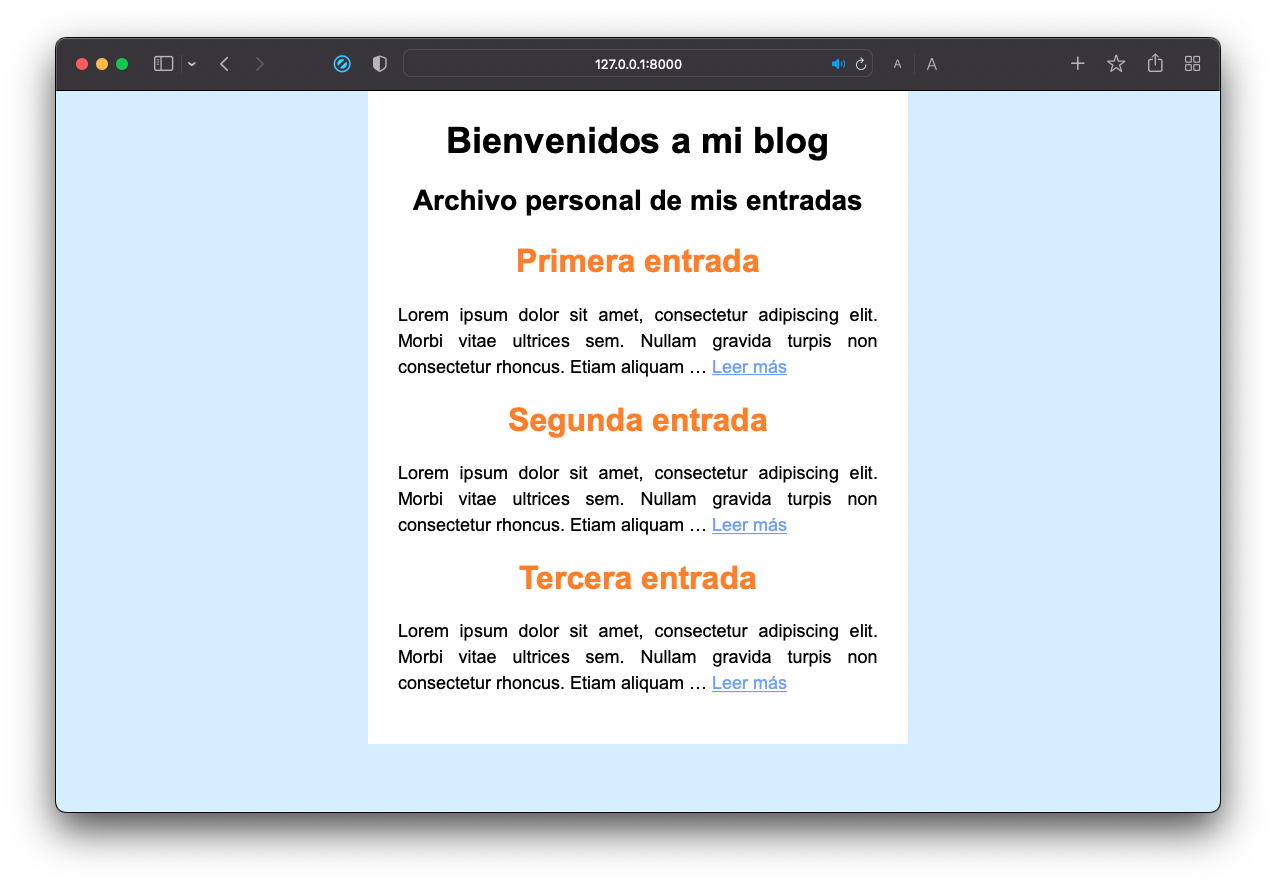 127.0.0.1:8000
A A
Bienvenidos a mi blog
Archivo personal de mis entradas
Primera entrada
Lorem ipsum dolor sit amet, consectetur adipiscing elit.
Morbi vitae ultrices sem. Nullam gravida turpis non
consectetur rhoncus. Etiam aliquam … Leer más
Segunda entrada
Lorem ipsum dolor sit amet, consectetur adipiscing elit.
Morbi vitae ultrices sem. Nullam gravida turpis non
consectetur rhoncus. Etiam aliquam … Leer más
Tercera entrada
Lorem ipsum dolor sit amet, consectetur adipiscing elit.
Morbi vitae ultrices sem. Nullam gravida turpis non
consectetur rhoncus. Etiam aliquam … Leer más